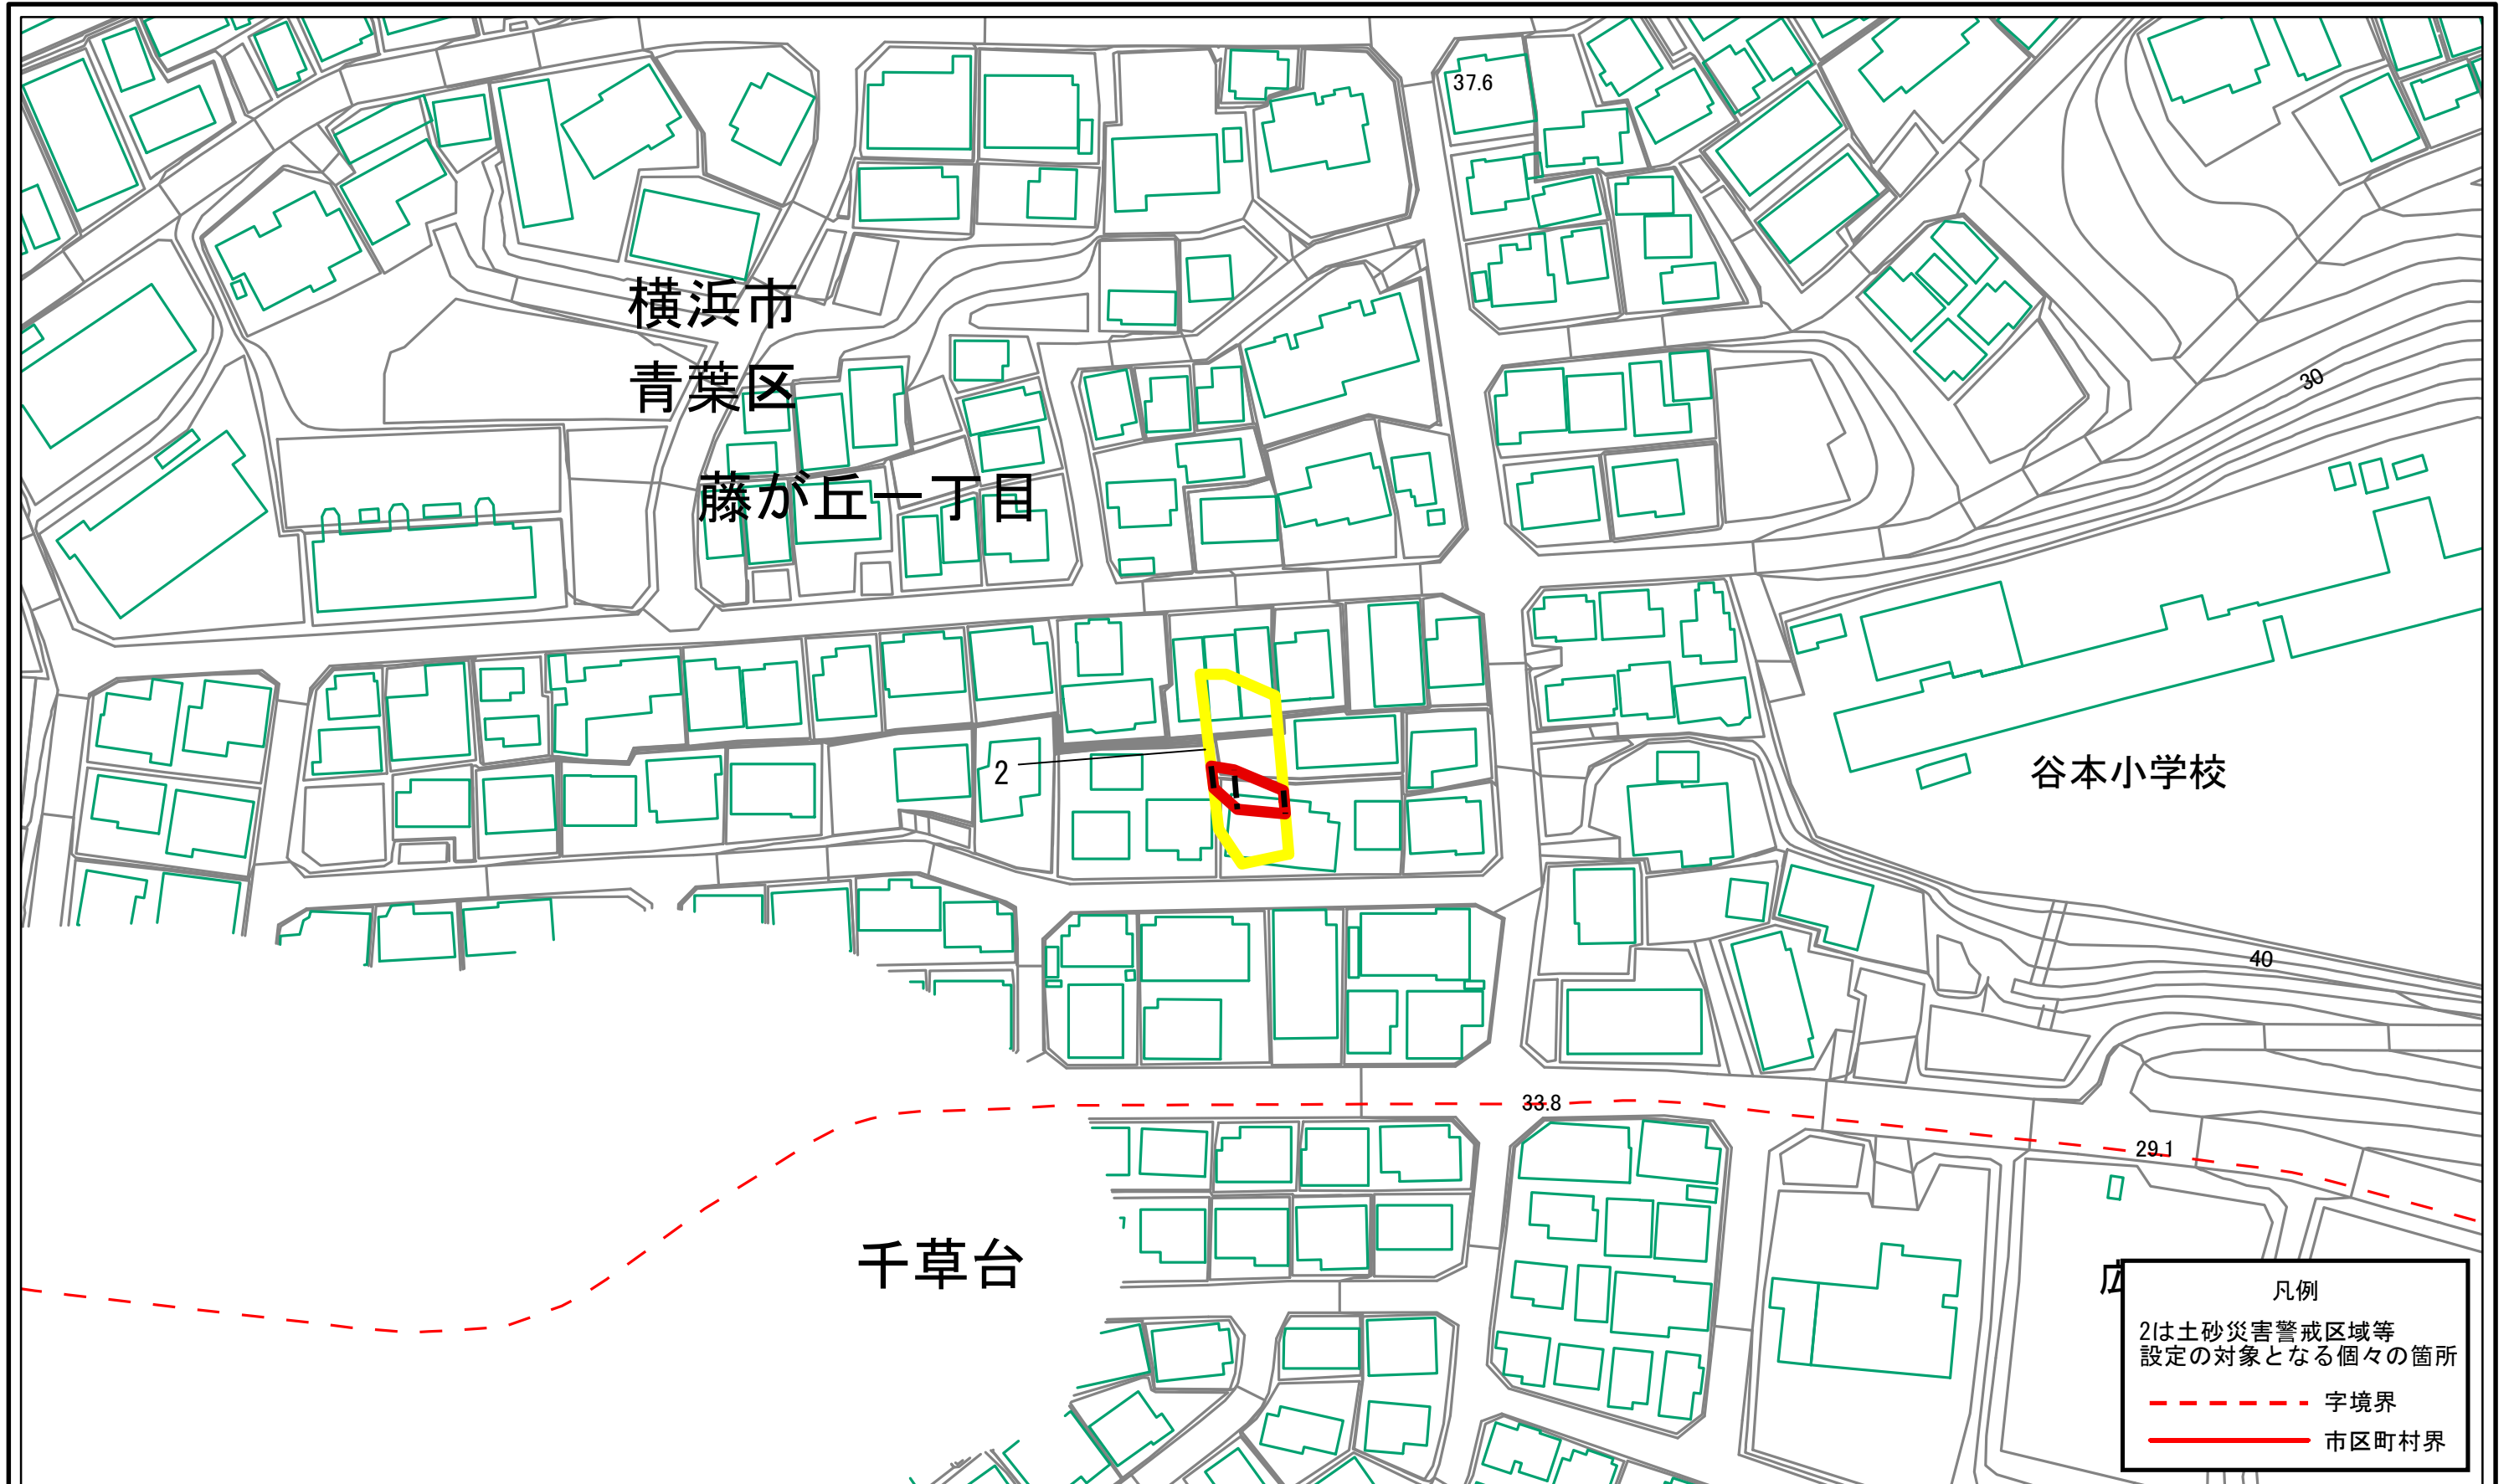 37.6
横浜市
青葉区
30
藤が丘一丁目
2
谷本小学校
40
33.8
29.1
千草台
凡例
2は土砂災害警戒区域等
設定の対象となる個々の箇所
字境界
市区町村界